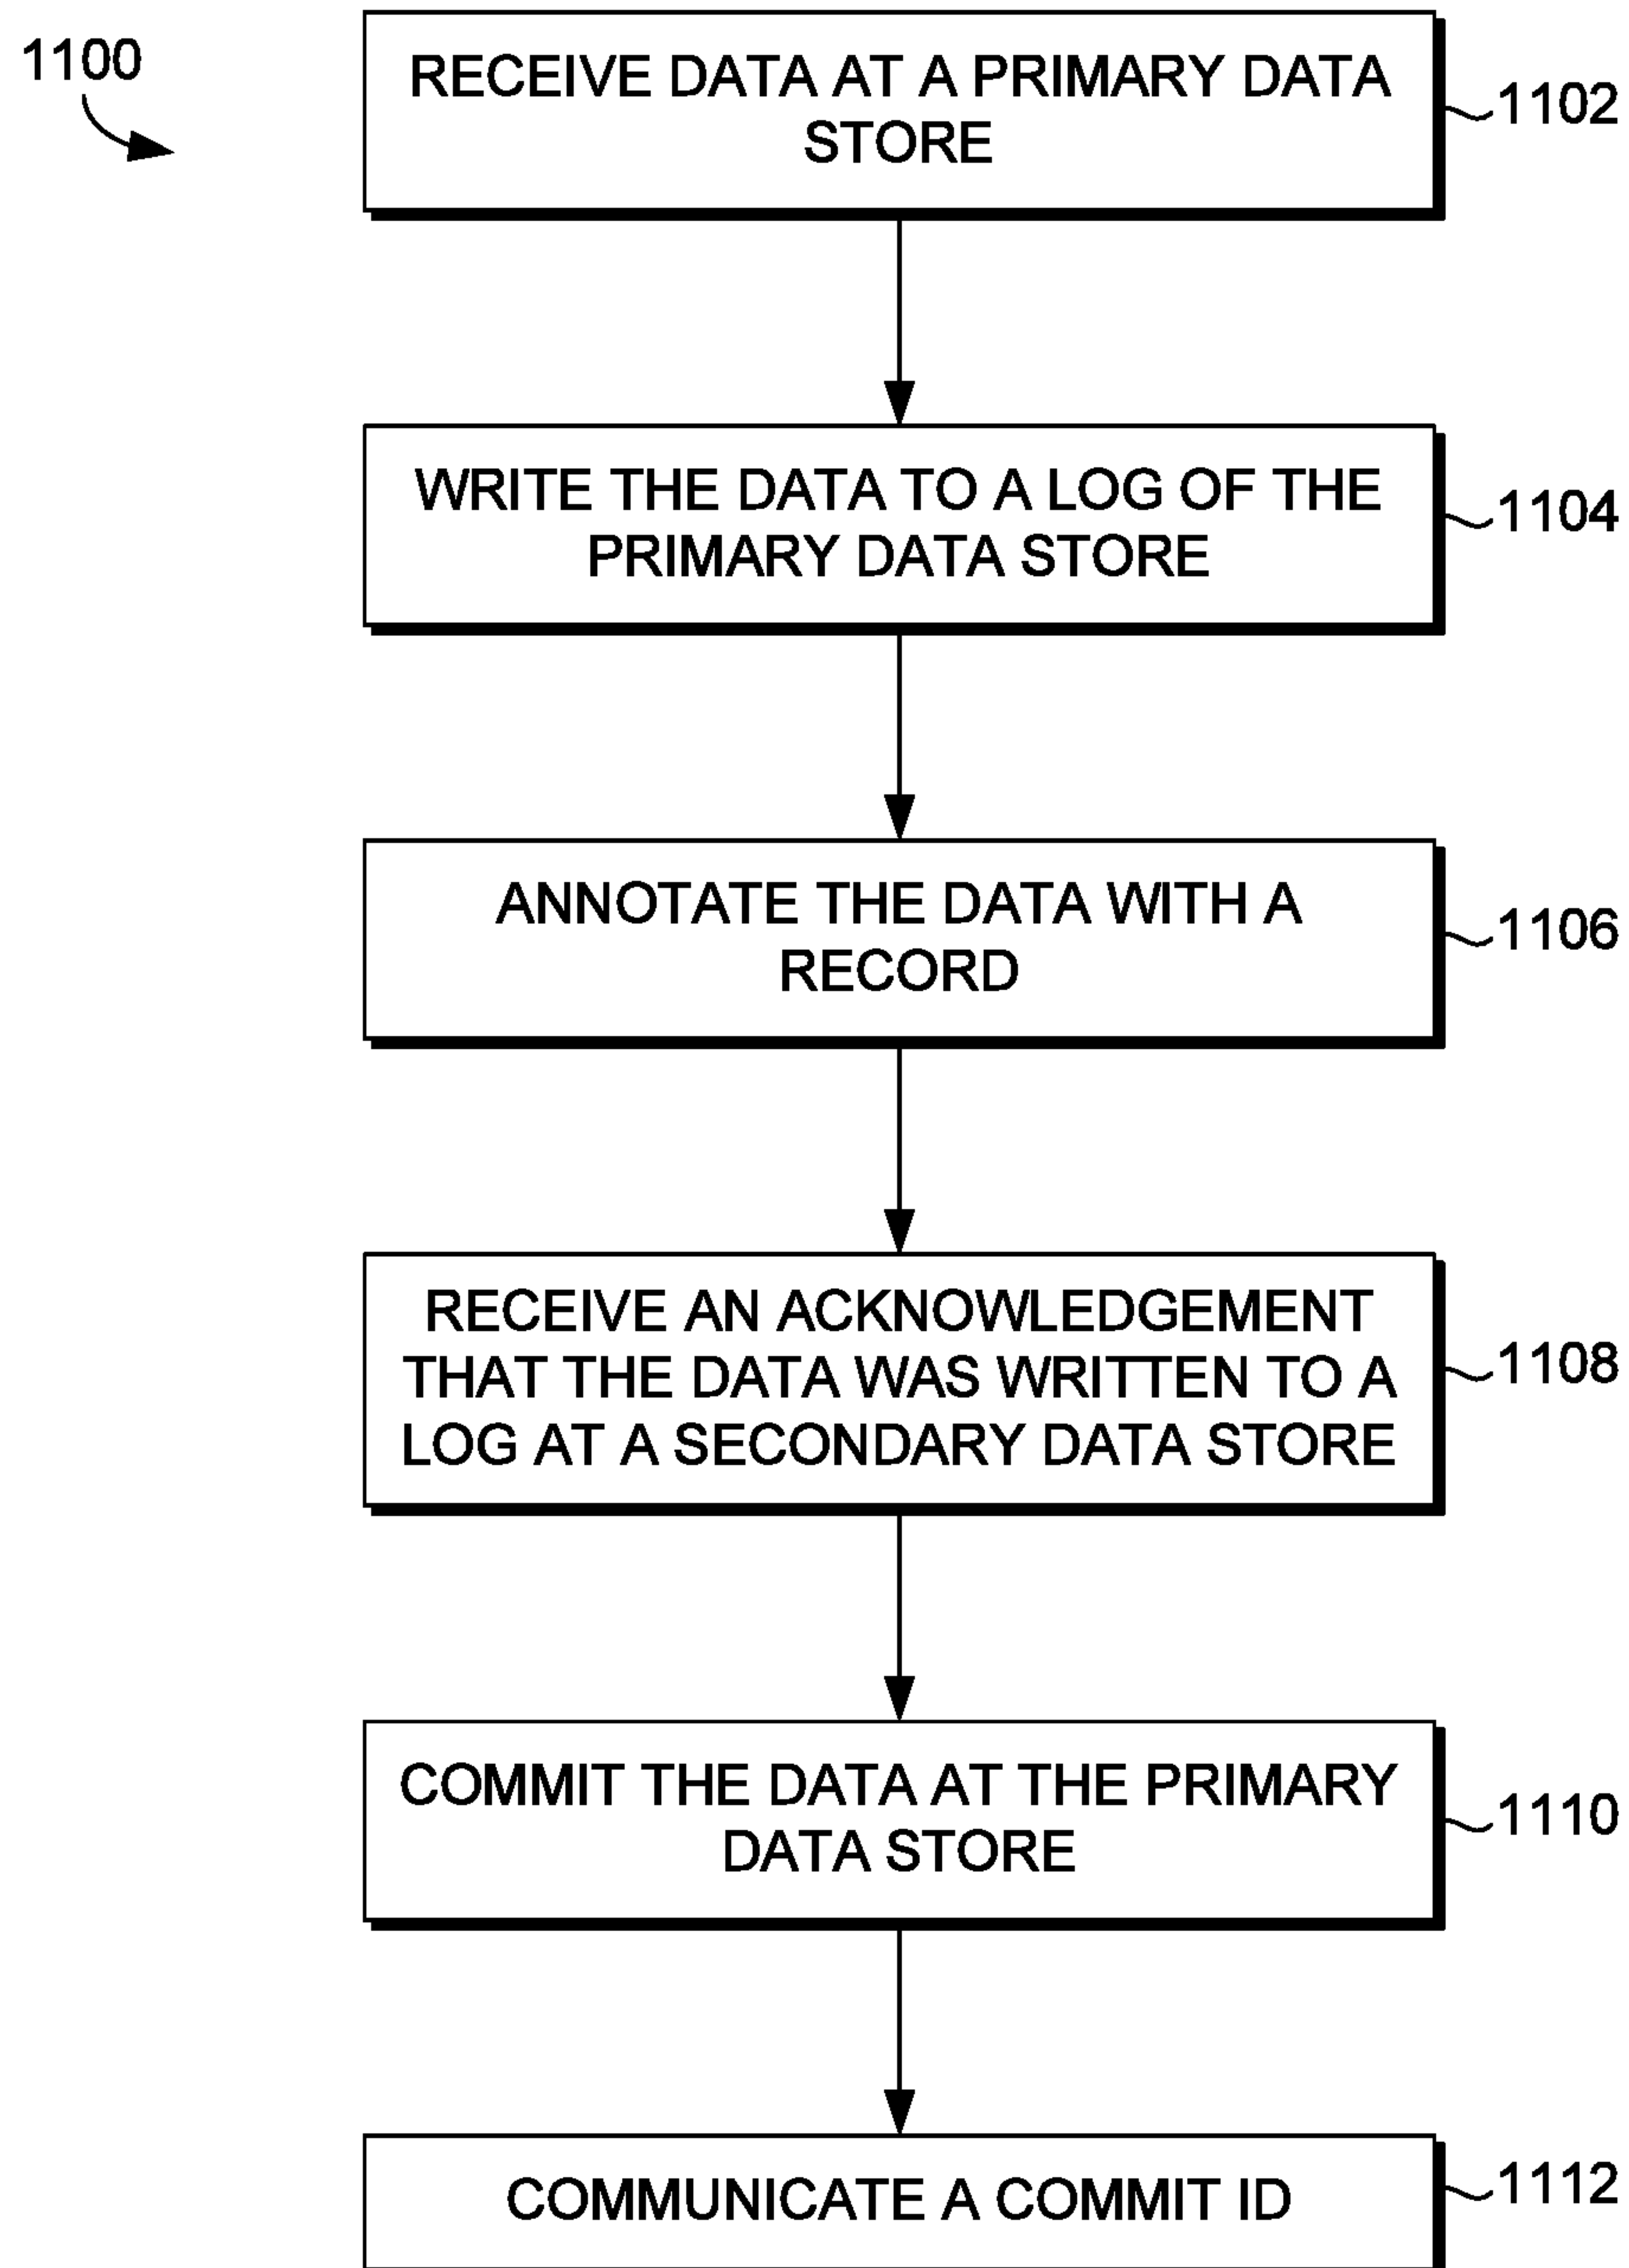 1100
RECEIVE DATA AT A PRIMARY DATA
STORE
1102
WRITE THE DATA TO A LOG OF THE
PRIMARY DATA STORE
1104
ANNOTATE THE DATA WITH A
RECORD
1106
RECEIVE AN ACKNOWLEDGEMENT
THAT THE DATA WAS WRITTEN TO A
LOG AT A SECONDARY DATA STORE
1108
COMMIT THE DATA AT THE PRIMARY
DATA STORE
1110
COMMUNICATE A COMMIT ID
1112